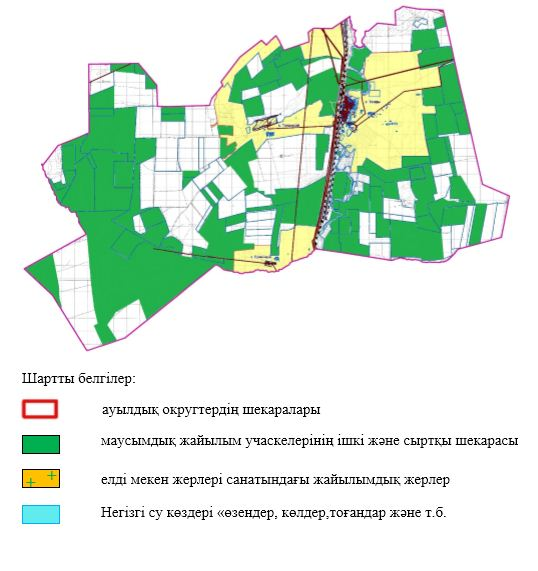 Шартты белгілер:
ауылдық округтердің шекаралары
маусымдық жайылым учаскелерінің ішкі және сыртқы шекарасы
елді мекен жерлері санатындағы жайылымдық жерлер
Негізгі су көздері «өзендер, көлдер,тоғандар және т.б.